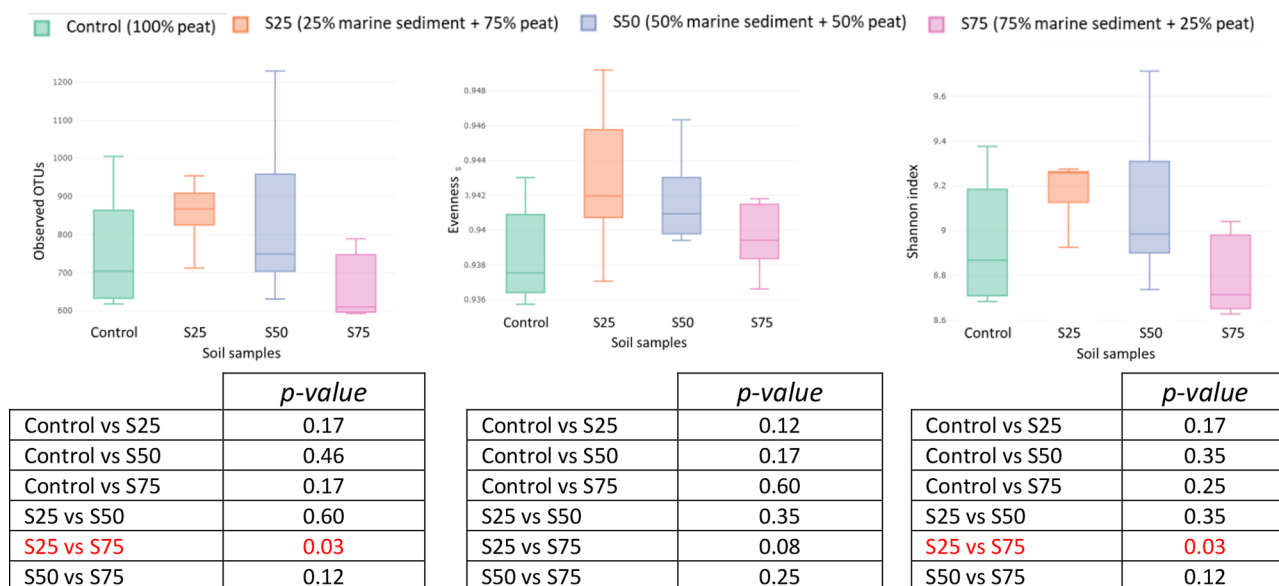 Control (100% peat) S25 (25% marine sediment + 75% peat) S50 (50% marine sediment + 50% peat) S75 (75% marine sediment + 25% peat)
Observed OTUs
1200
1100
1000
900
800
700
600
Control S25 S50 S75
Soil samples
Evenness
s
0.948
0.946
0.944
0.942
0.94
0.938
0.936
Control S25 S50 S75
Soil samples
Shannon index
9.6
9.4
9.2
9
8.8
8.6
Control S25 S50 S75
Soil samples
p-value
Control vs S25 0.17
Control vs S50 0.46
Control vs S75 0.17
S25 vs S50 0.60
S25 vs S75 0.03
S50 vs S75 0.12
p-value
Control vs S25 0.12
Control vs S50 0.17
Control vs S75 0.60
S25 vs S50 0.35
S25 vs S75 0.08
S50 vs S75 0.25
p-value
Control vs S25 0.17
Control vs S50 0.35
Control vs S75 0.25
S25 vs S50 0.35
S25 vs S75 0.03
S50 vs S75 0.12